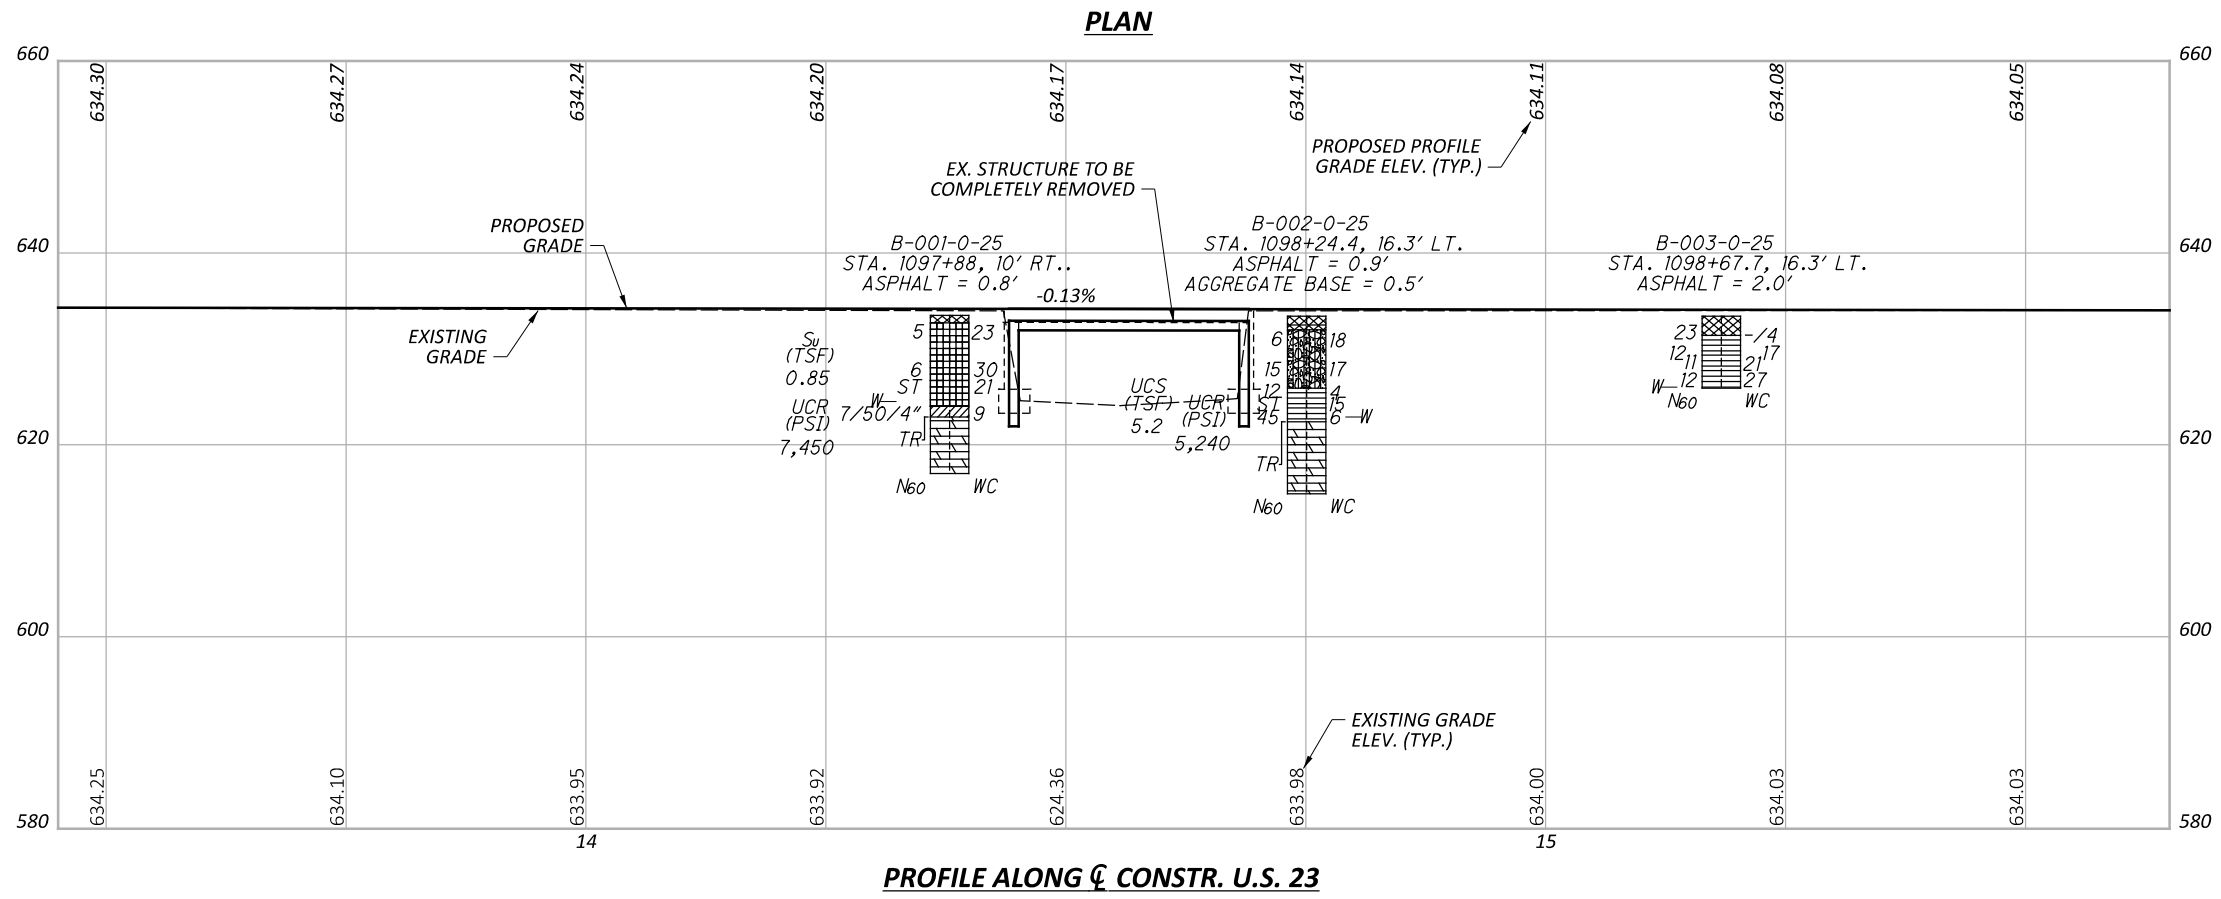 PLAN
660
634.30
634.27
634.24
634.20
634.17
634.14
634.11
634.08
634.05
660
PROPOSED PROFILE
GRADE ELEV. (TYP.)
EX. STRUCTURE TO BE
COMPLETELY REMOVED
PROPOSED
GRADE
640
640
B-001-0-25
STA. 1097+88, 10' RT..
ASPHALT = 0.8'
-0.13%
B-002-0-25
STA. 1098+24.4, 16.3' LT.
ASPHALT = 0.9'
AGGREGATE BASE = 0.5'
B-003-0-25
STA. 1098+67.7, 16.3' LT.
ASPHALT = 2.0'
EXISTING
GRADE
Su
(TSF)
0.85
UCR
(PSI)
7,450
5
23
6
30
ST
21
W
7/50/4"
9
TR
N60
WC
UCS
(TSF)
5.2
UCR
(PSI)
5,240
6
18
15
17
12
4
ST
15
45
6
W
TR
N60
WC
23
-/4
12
17
11
21
W
12
27
N60
WC
620
620
600
600
EXISTING GRADE
ELEV. (TYP.)
634.25
634.10
633.95
633.92
624.36
633.98
634.00
634.03
634.03
580
580
14
15
PROFILE ALONG ℄ CONSTR. U.S. 23